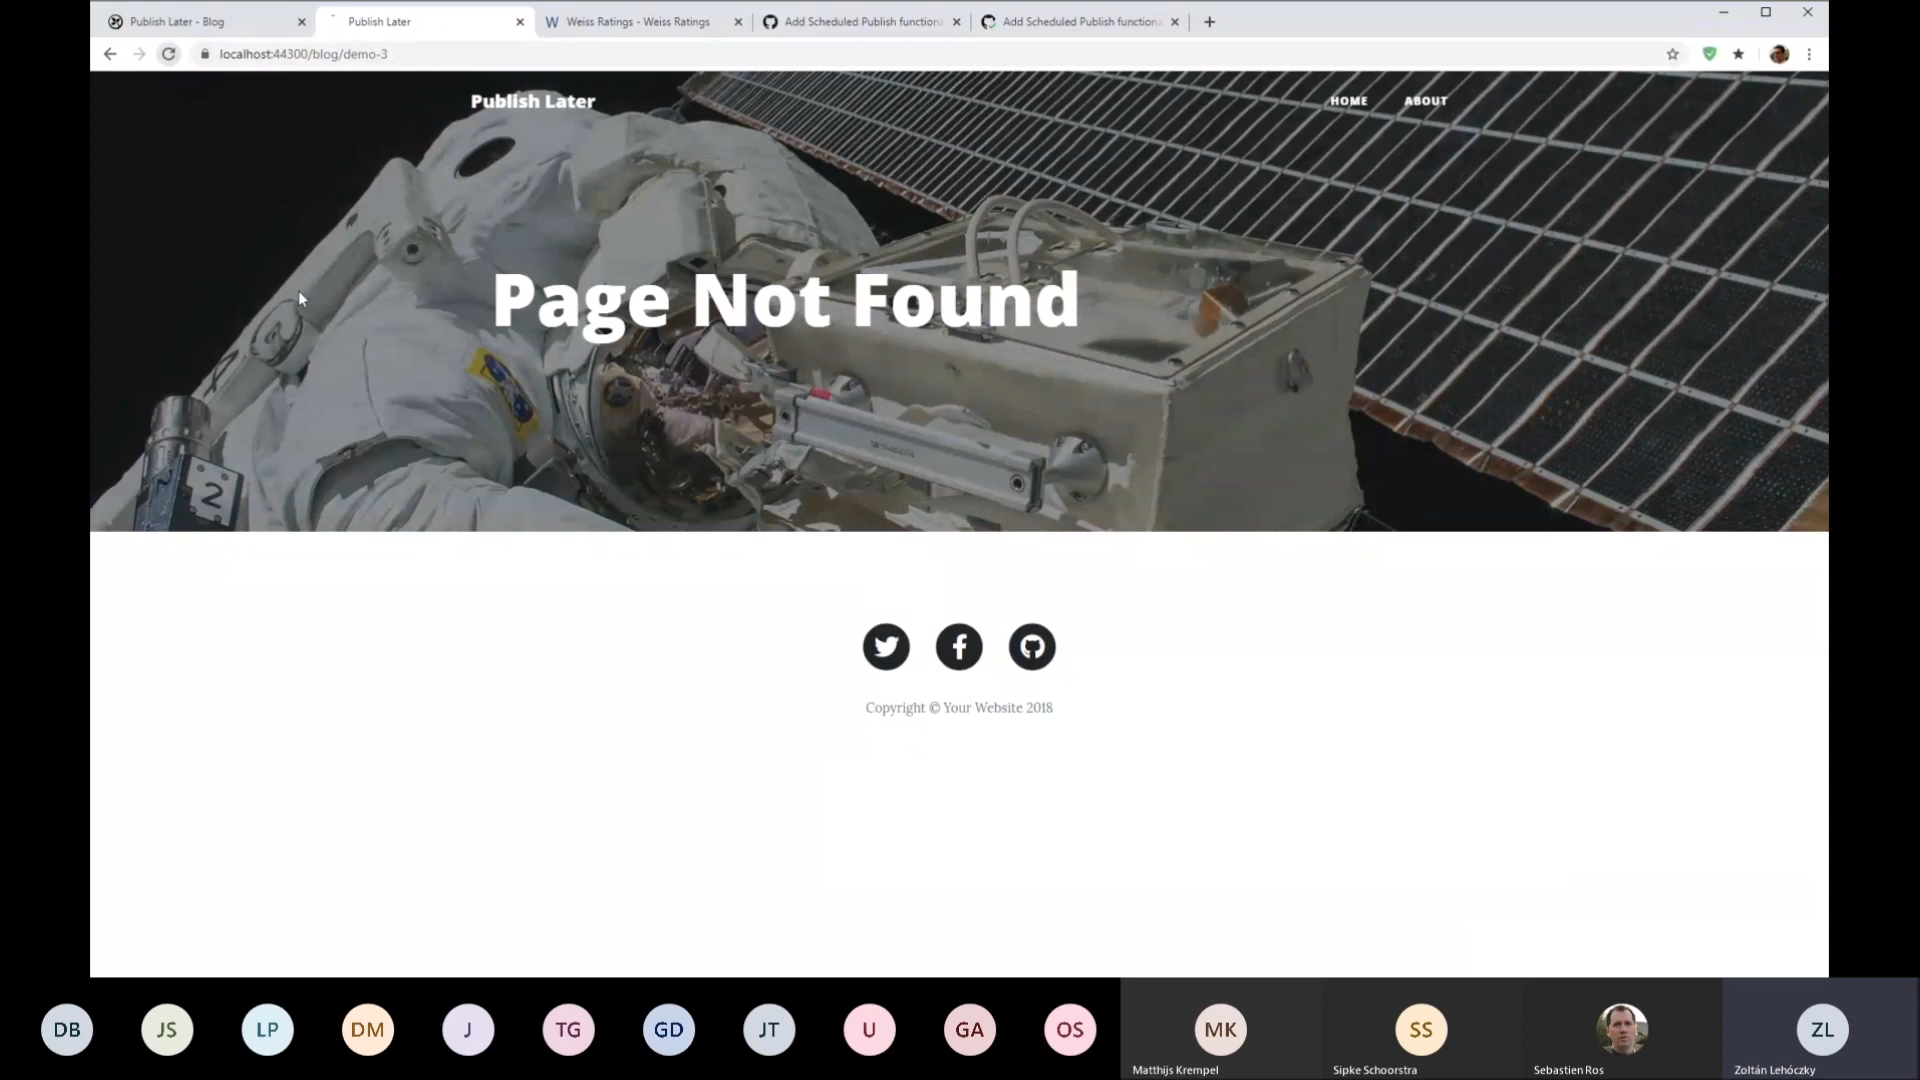 Publish Later - Blog
Publish Later
Weiss Ratings - Weiss Ratings
Add Scheduled Publish function
Add Scheduled Publish functiona
localhost:44300/blog/demo-3
Publish Later
HOME
ABOUT
Page Not Found
2
Copyright © Your Website 2018
DB
JS
LP
DM
J
TG
GD
JT
U
GA
OS
MK
SS
ZL
Matthijs Krempel
Sipke Schoorstra
Sebastien Ros
Zoltán Lehóczky